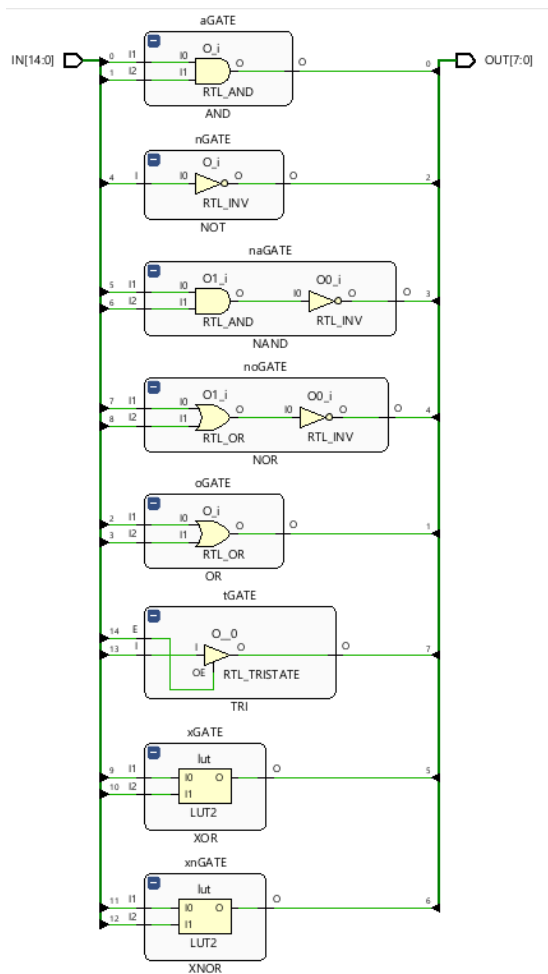 aGATE
IN[14:0]
OUT[7:0]
0 I1 I0 O_i O O 0
1 I2 I1
RTL_AND
AND
nGATE
O_i
4 I I0 O O 2
RTL_INV
NOT
naGATE
O1_i O0_i
5 I1 I0 O I0 O O 3
6 I2 I1
RTL_AND RTL_INV
NAND
noGATE
O1_i O0_i
7 I1 I0 O I0 O O 4
8 I2 I1
RTL_OR RTL_INV
NOR
oGATE
O_i
2 I1 I0 O O 1
3 I2 I1
RTL_OR
OR
tGATE
14 E O__0
13 I I O O 7
OE RTL_TRISTATE
TRI
xGATE
lut
9 I1 I0 O O 5
10 I2 I1
LUT2
XOR
xnGATE
lut
11 I1 I0 O O 6
12 I2 I1
LUT2
XNOR